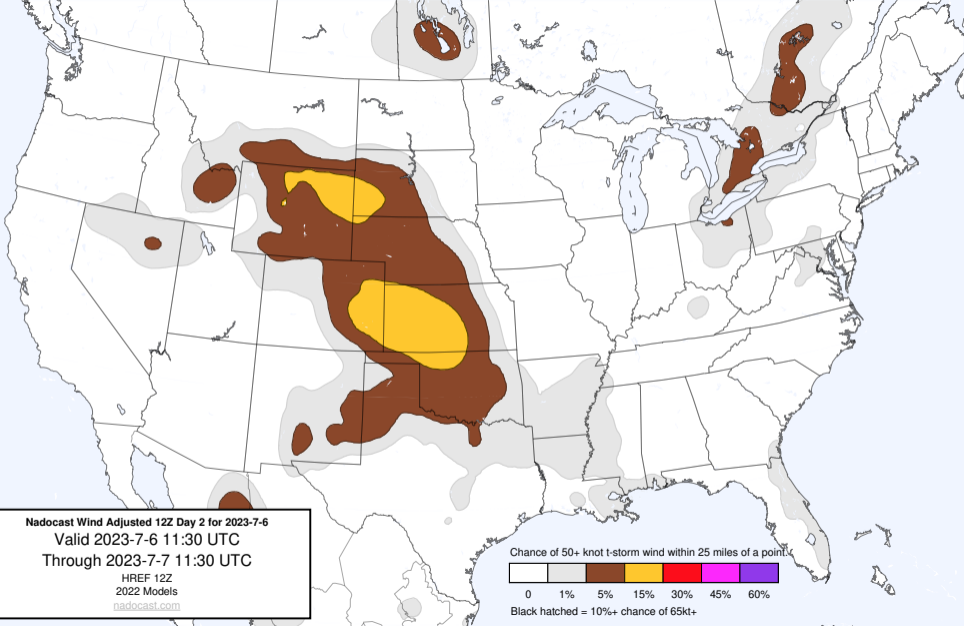 Nadocast Wind Adjusted 12Z Day 2 for 2023-7-6
Valid 2023-7-6 11:30 UTC
Through 2023-7-7 11:30 UTC
HREF 12Z
2022 Models
nadocast.com
Chance of 50+ knot t-storm wind within 25 miles of a point.
0 1% 5% 15% 30% 45% 60%
Black hatched = 10%+ chance of 65kt+